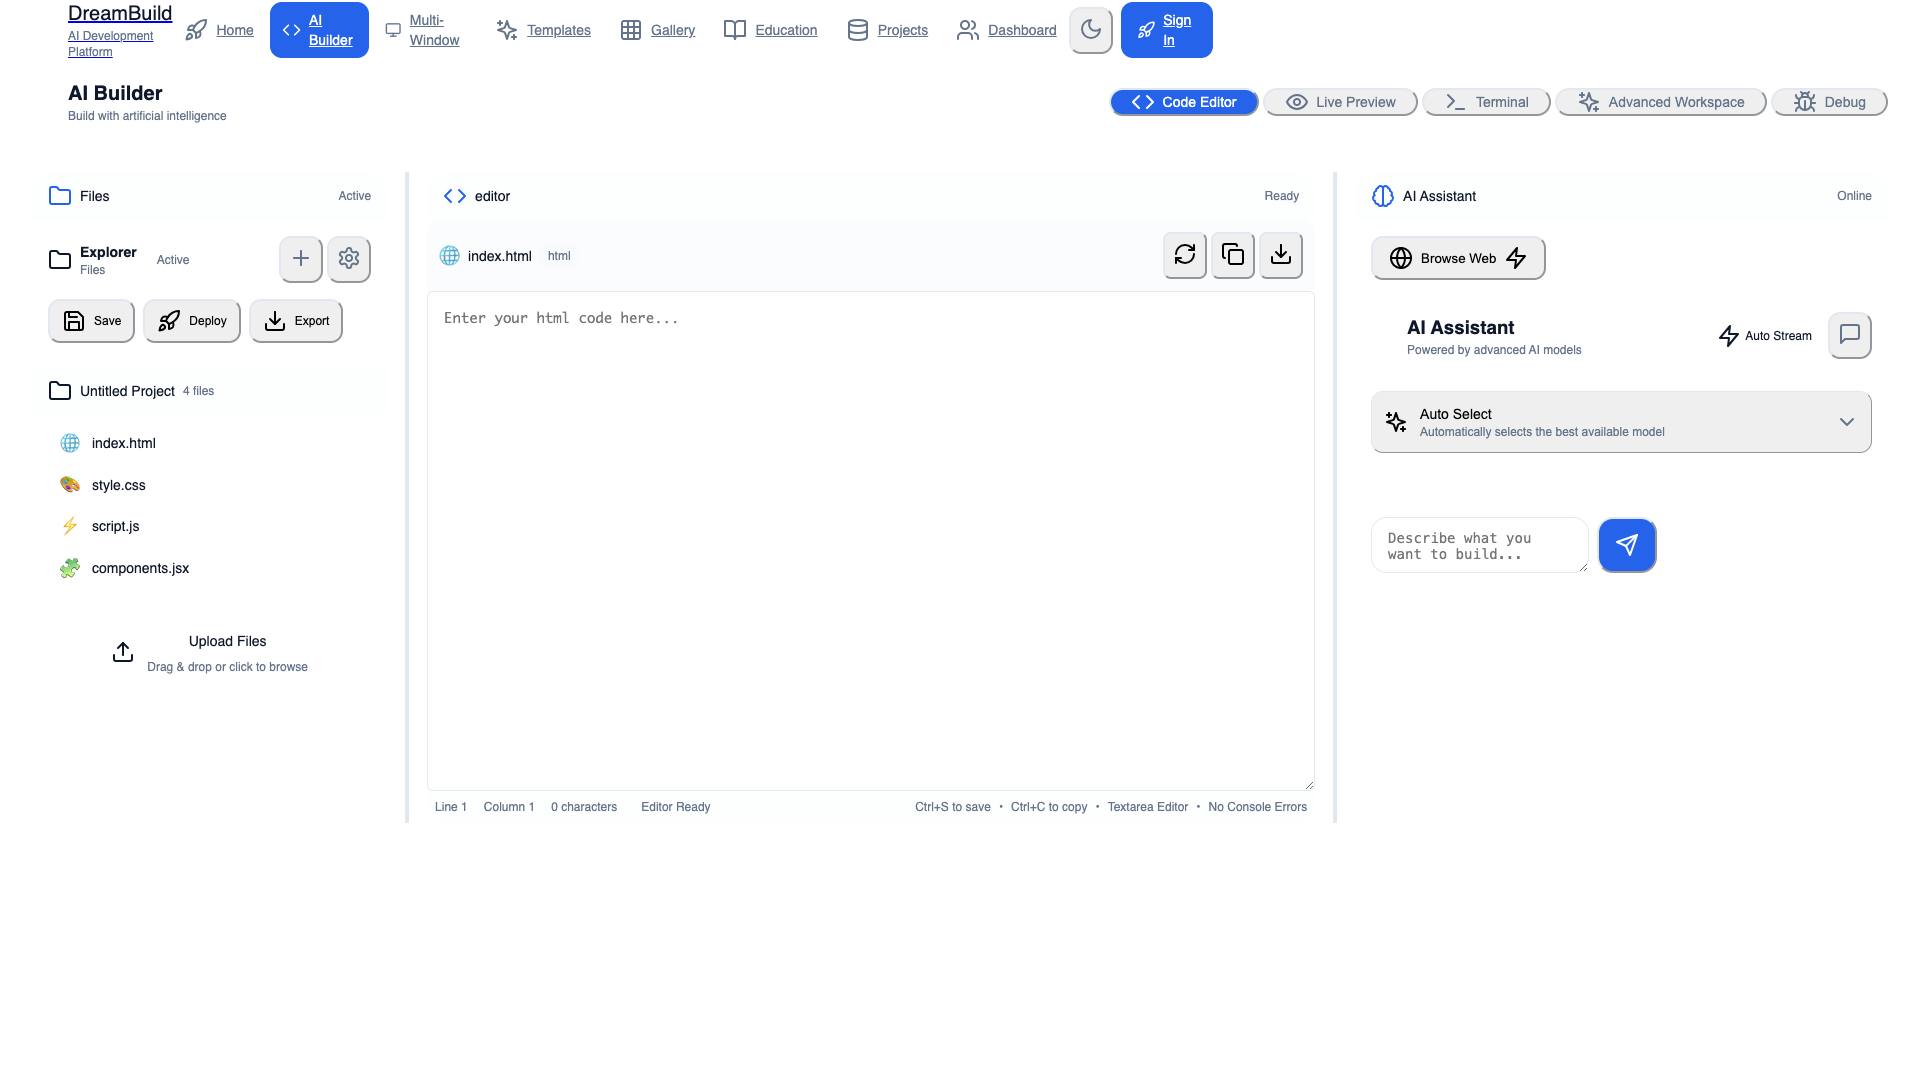 DreamBuild
AI Development
Platform
Home
AI
Builder
Multi-
Window
Templates
Gallery
Education
Projects
Dashboard
Sign
In
AI Builder
Build with artificial intelligence
Code Editor
Live Preview
Terminal
Advanced Workspace
Debug
Files
Active
Explorer
Files
Active
Save
Deploy
Export
Untitled Project 4 files
index.html
style.css
script.js
components.jsx
Upload Files
Drag & drop or click to browse
editor
Ready
index.html html
Enter your html code here...
Line 1 Column 1 0 characters Editor Ready
Ctrl+S to save • Ctrl+C to copy • Textarea Editor • No Console Errors
AI Assistant
Online
Browse Web
AI Assistant
Powered by advanced AI models
Auto Stream
Auto Select
Automatically selects the best available model
Describe what you
want to build...